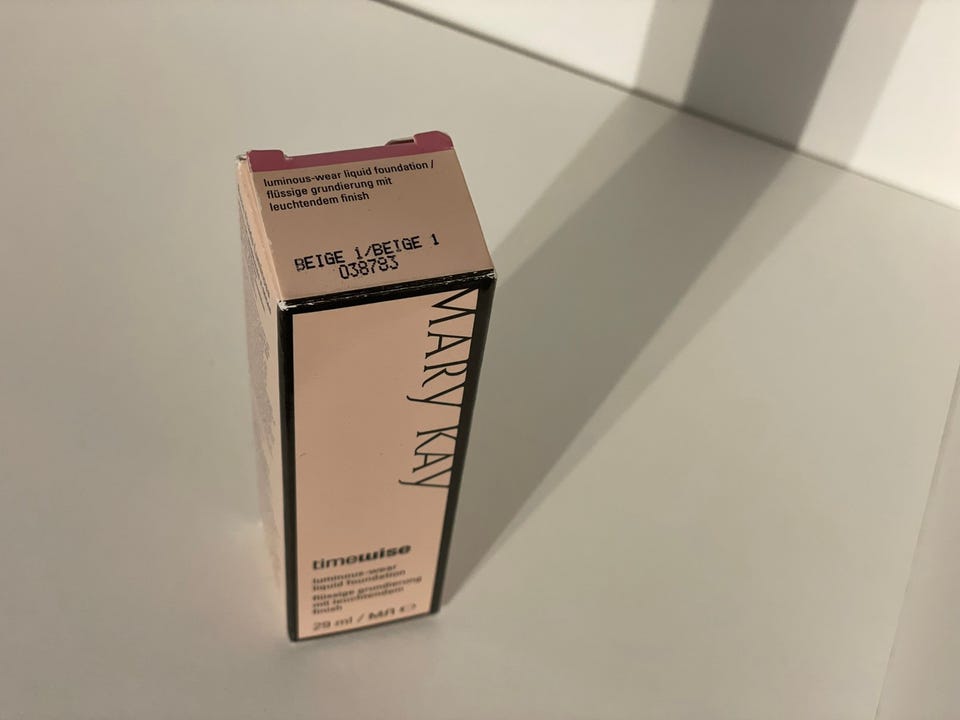 luminous-wear liquid foundation /
flüssige grundierung mit
leuchtendem finish
BEIGE 1/BEIGE 1
038783
MARY KAY
timewise
luminous-wear
liquid foundation
flüssige grundierung
mit leuchtendem
finish
29 ml / МЛ ℮